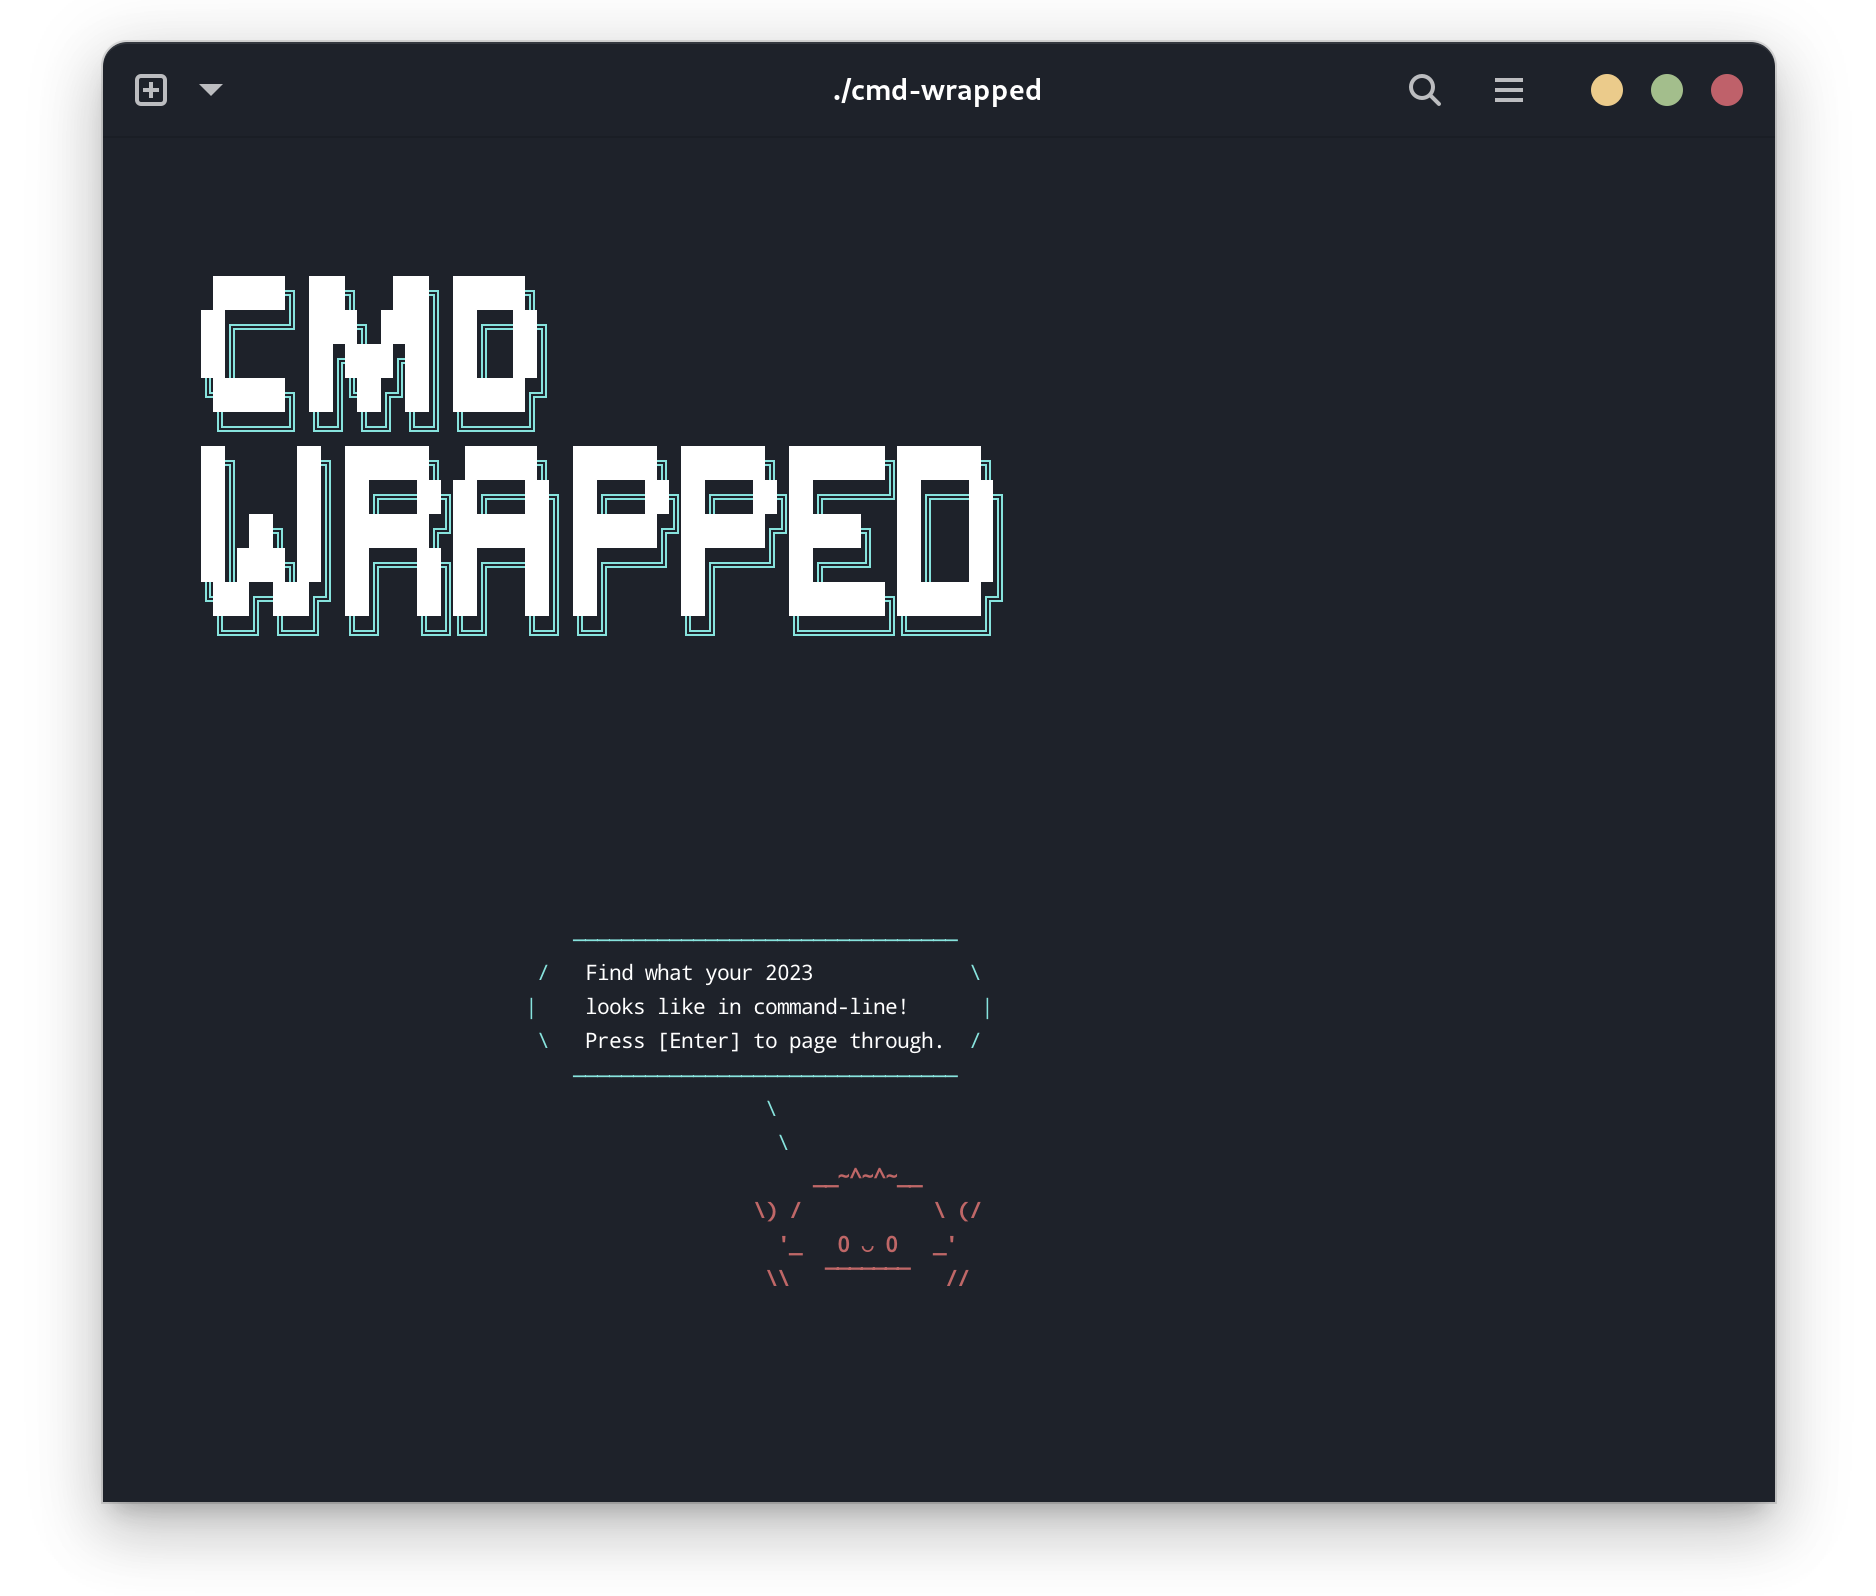 ./cmd-wrapped
CMD
WRAPPED
Find what your 2023
looks like in command-line!
Press [Enter] to page through.